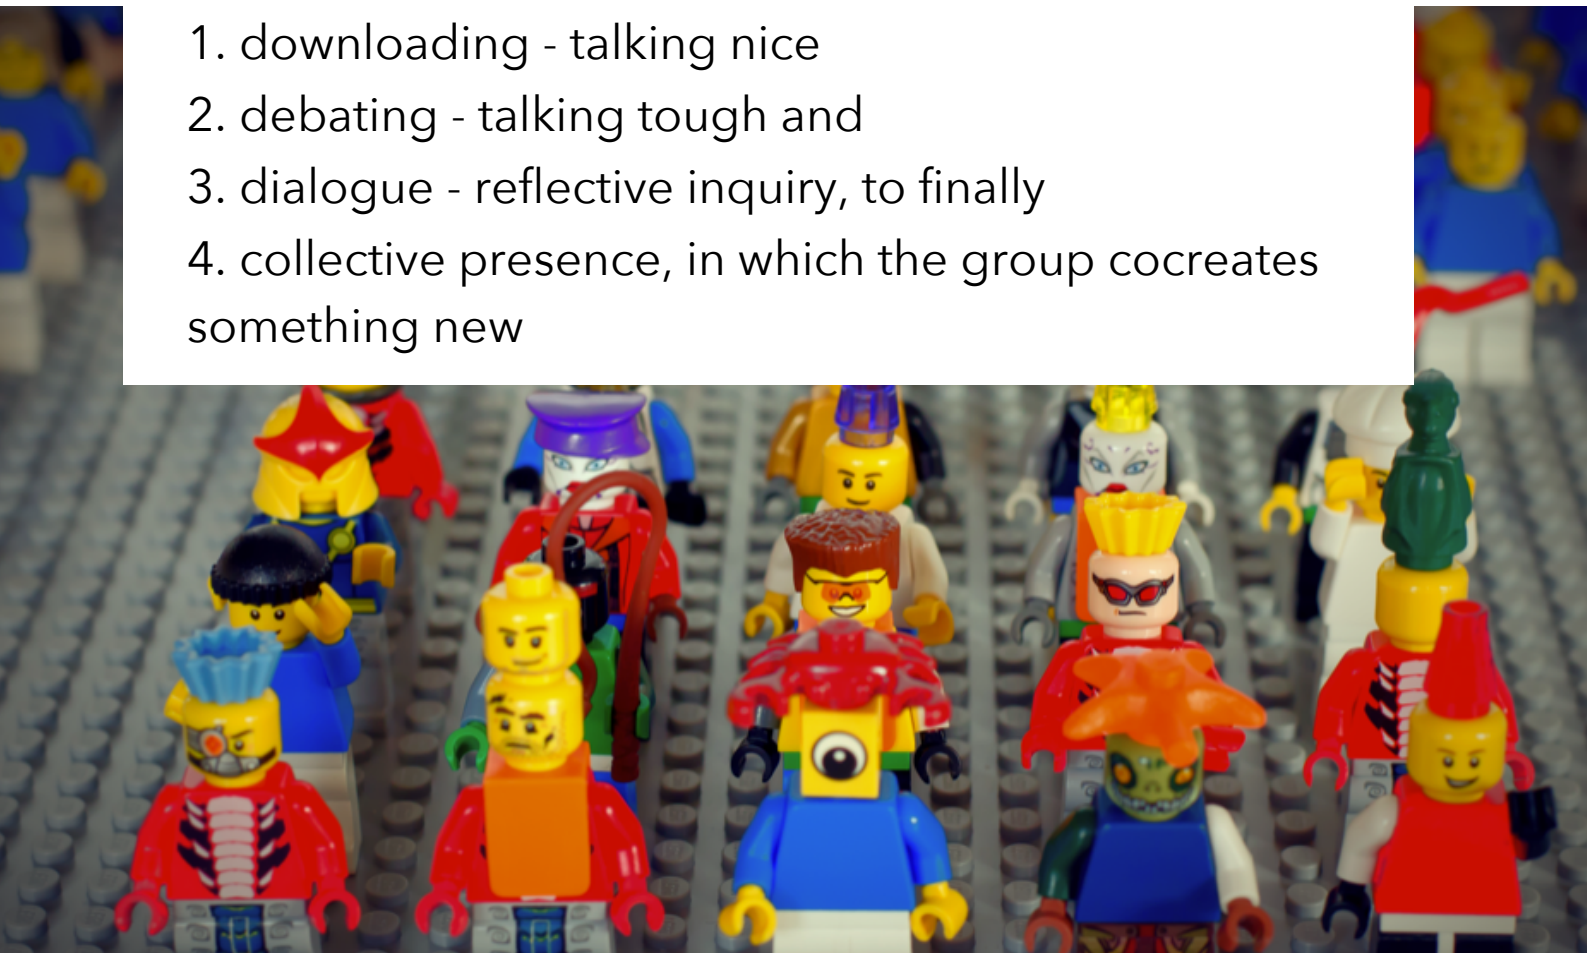 1. downloading - talking nice
2. debating - talking tough and
3. dialogue - reflective inquiry, to finally
4. collective presence, in which the group cocreates
something new